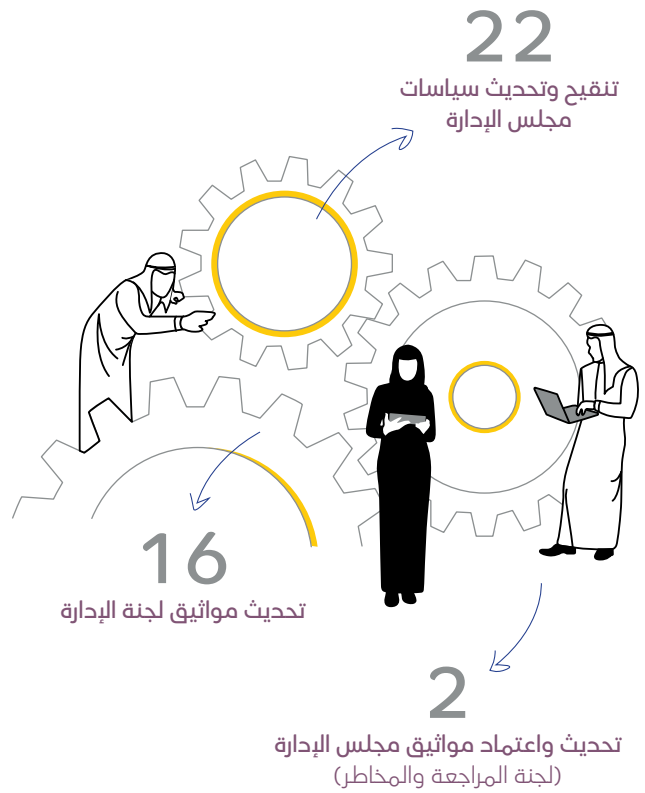 22
تنقيح وتحديث سياسات
مجلس الإدارة
16
تحديث مواثيق لجنة الإدارة
2
تحديث واعتماد مواثيق مجلس الإدارة
(لجنة المراجعة والمخاطر)